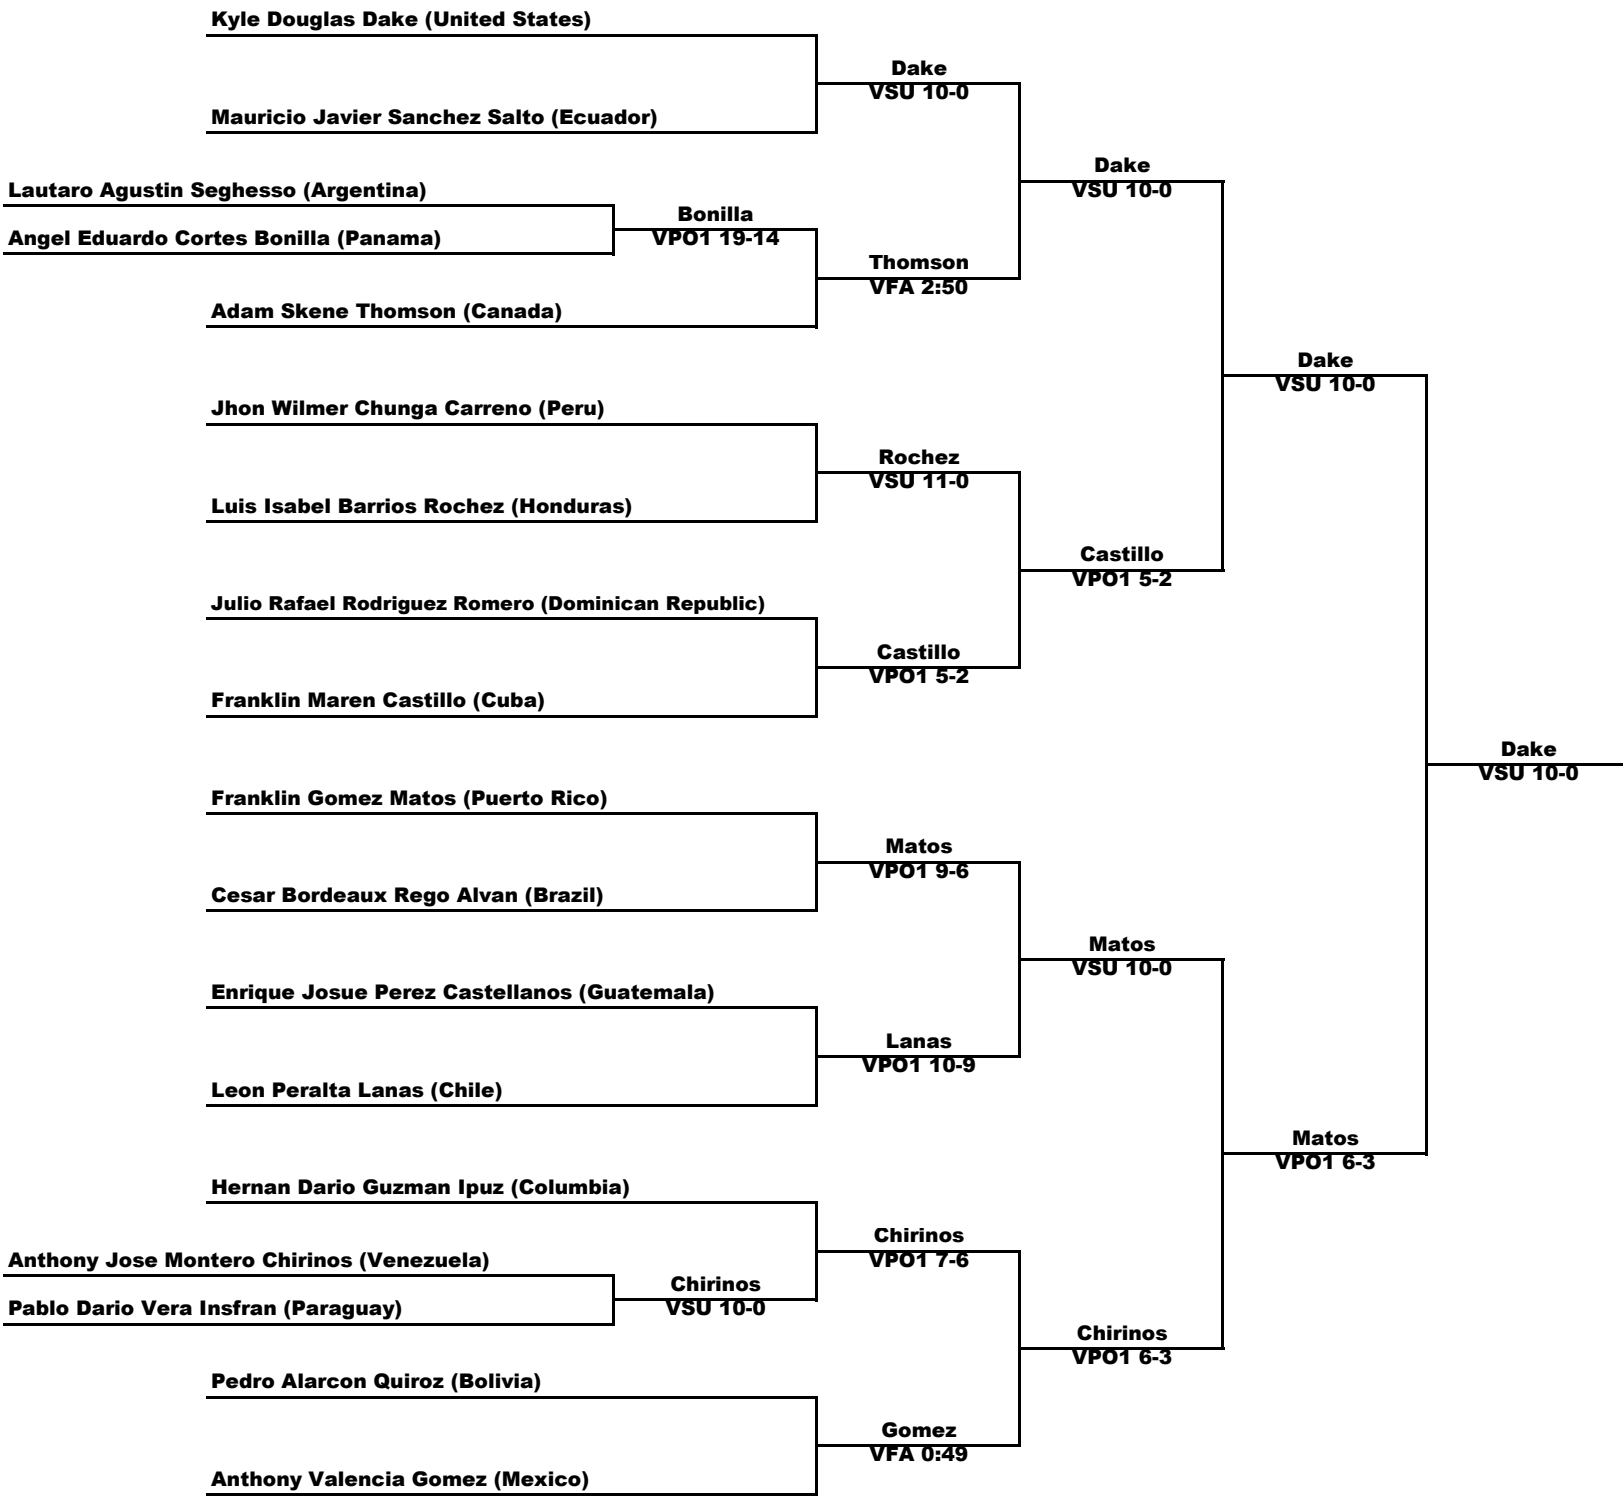 Kyle Douglas Dake (United States)
Dake
VSU 10-0
Mauricio Javier Sanchez Salto (Ecuador)
Dake
VSU 10-0
Lautaro Agustin Seghesso (Argentina)
Bonilla
VPO1 19-14
Angel Eduardo Cortes Bonilla (Panama)
Thomson
VFA 2:50
Adam Skene Thomson (Canada)
Dake
VSU 10-0
Jhon Wilmer Chunga Carreno (Peru)
Rochez
VSU 11-0
Luis Isabel Barrios Rochez (Honduras)
Castillo
VPO1 5-2
Julio Rafael Rodriguez Romero (Dominican Republic)
Castillo
VPO1 5-2
Franklin Maren Castillo (Cuba)
Dake
VSU 10-0
Franklin Gomez Matos (Puerto Rico)
Matos
VPO1 9-6
Cesar Bordeaux Rego Alvan (Brazil)
Matos
VSU 10-0
Enrique Josue Perez Castellanos (Guatemala)
Lanas
VPO1 10-9
Leon Peralta Lanas (Chile)
Matos
VPO1 6-3
Hernan Dario Guzman Ipuz (Columbia)
Chirinos
VPO1 7-6
Anthony Jose Montero Chirinos (Venezuela)
Chirinos
VSU 10-0
Pablo Dario Vera Insfran (Paraguay)
Chirinos
VPO1 6-3
Pedro Alarcon Quiroz (Bolivia)
Gomez
VFA 0:49
Anthony Valencia Gomez (Mexico)